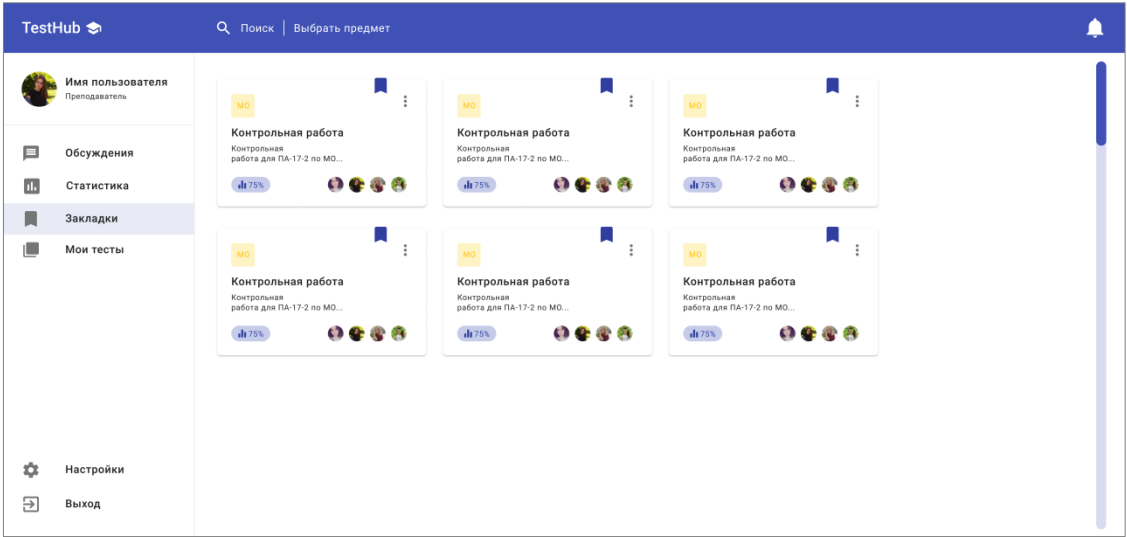 TestHub
Поиск | Выбрать предмет
Имя пользователя
Преподаватель
Обсуждения
Статистика
Закладки
Мои тесты
Настройки
Выход
МО
Контрольная работа
Контрольная
работа для ПА-17-2 по МО...
75%
МО
Контрольная работа
Контрольная
работа для ПА-17-2 по МО...
75%
МО
Контрольная работа
Контрольная
работа для ПА-17-2 по МО...
75%
МО
Контрольная работа
Контрольная
работа для ПА-17-2 по МО...
75%
МО
Контрольная работа
Контрольная
работа для ПА-17-2 по МО...
75%
МО
Контрольная работа
Контрольная
работа для ПА-17-2 по МО...
75%